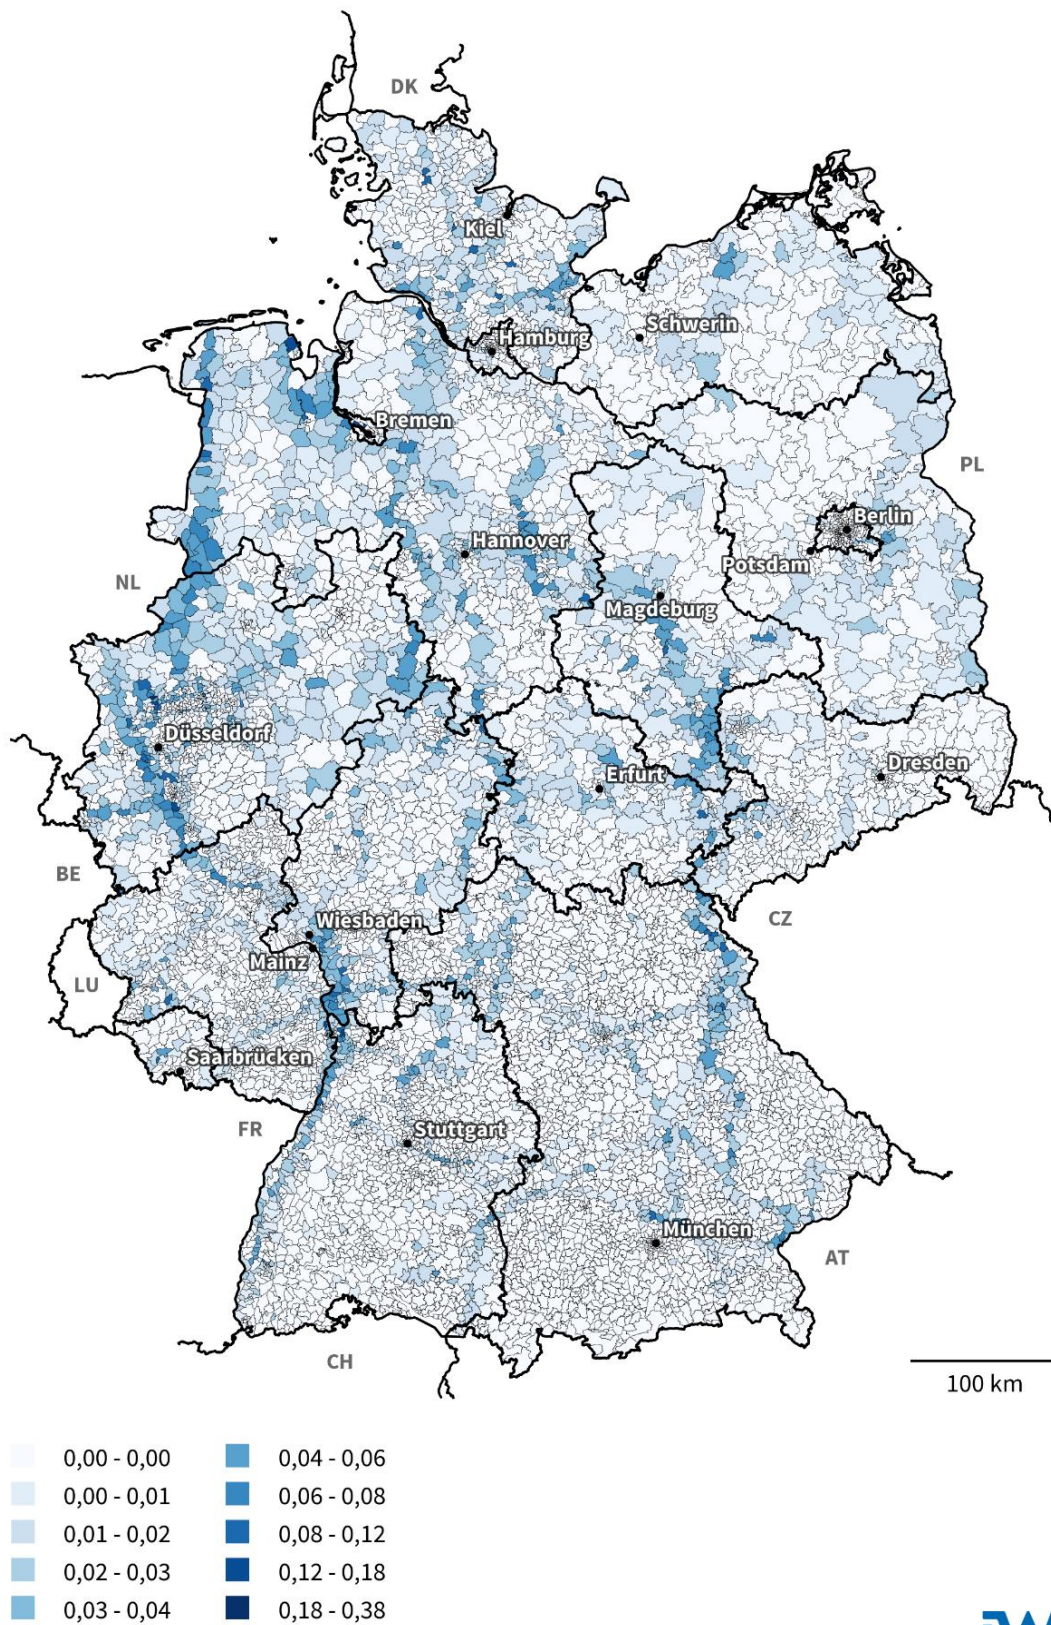 DK
Kiel
Schwerin
Hamburg
Bremen
PL
Berlin
Hannover
Potsdam
NL
Magdeburg
Düsseldorf
Dresden
Erfurt
BE
Wiesbaden
CZ
Mainz
LU
Saarbrücken
FR
Stuttgart
München
AT
CH
100 km
0,00 - 0,00
0,04 - 0,06
0,00 - 0,01
0,06 - 0,08
0,01 - 0,02
0,08 - 0,12
0,02 - 0,03
0,12 - 0,18
0,03 - 0,04
0,18 - 0,38